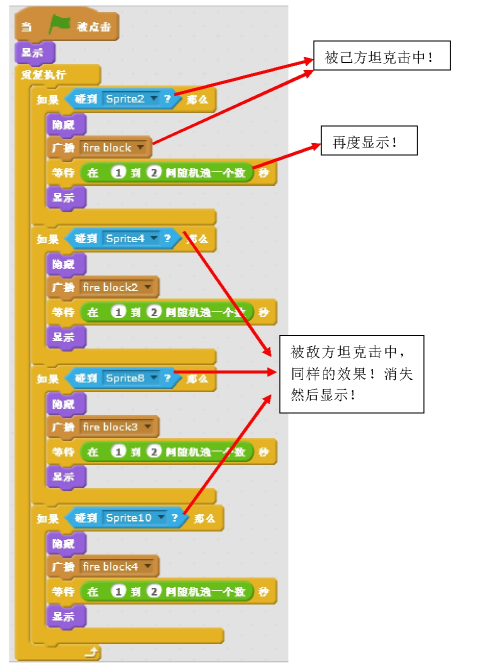 当 被点击
显示
重复执行
如果 碰到 Sprite2 ? 那么
隐藏
广播 fire block
等待 在 1 到 2 间随机选一个数 秒
显示
如果 碰到 Sprite4 ? 那么
隐藏
广播 fire block2
等待 在 1 到 2 间随机选一个数 秒
显示
如果 碰到 Sprite8 ? 那么
隐藏
广播 fire block3
等待 在 1 到 2 间随机选一个数 秒
显示
如果 碰到 Sprite10 ? 那么
隐藏
广播 fire block4
等待 在 1 到 2 间随机选一个数 秒
显示
被己方坦克击中！
再度显示！
被敌方坦克击中，
同样的效果！消失
然后显示！